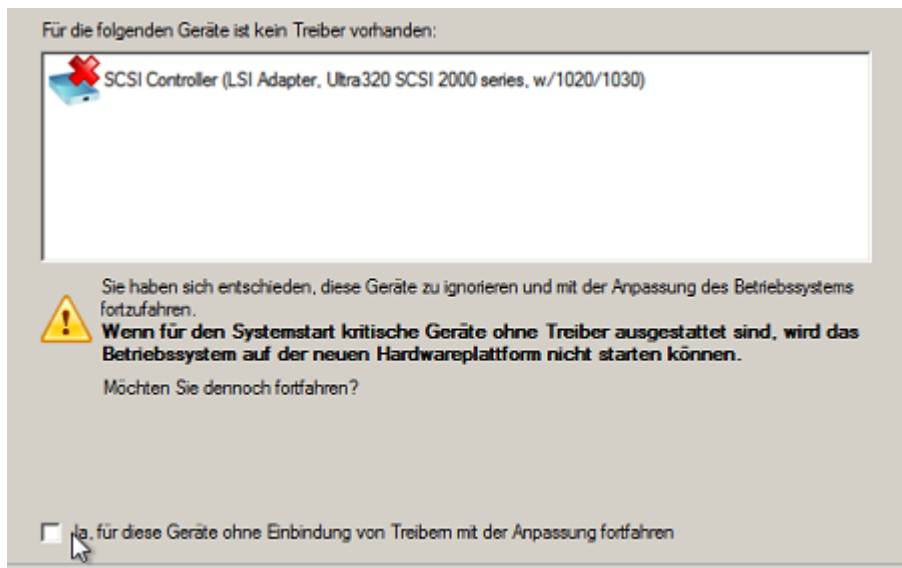 Für die folgenden Geräte ist kein Treiber vorhanden:
SCSI Controller (LSI Adapter, Ultra320 SCSI 2000 series, w/1020/1030)
Sie haben sich entschieden, diese Geräte zu ignorieren und mit der Anpassung des Betriebssystems
fortzufahren.
Wenn für den Systemstart kritische Geräte ohne Treiber ausgestattet sind, wird das
Betriebssystem auf der neuen Hardwareplattform nicht starten können.
Möchten Sie dennoch fortfahren?
Ja, für diese Geräte ohne Einbindung von Treibern mit der Anpassung fortfahren